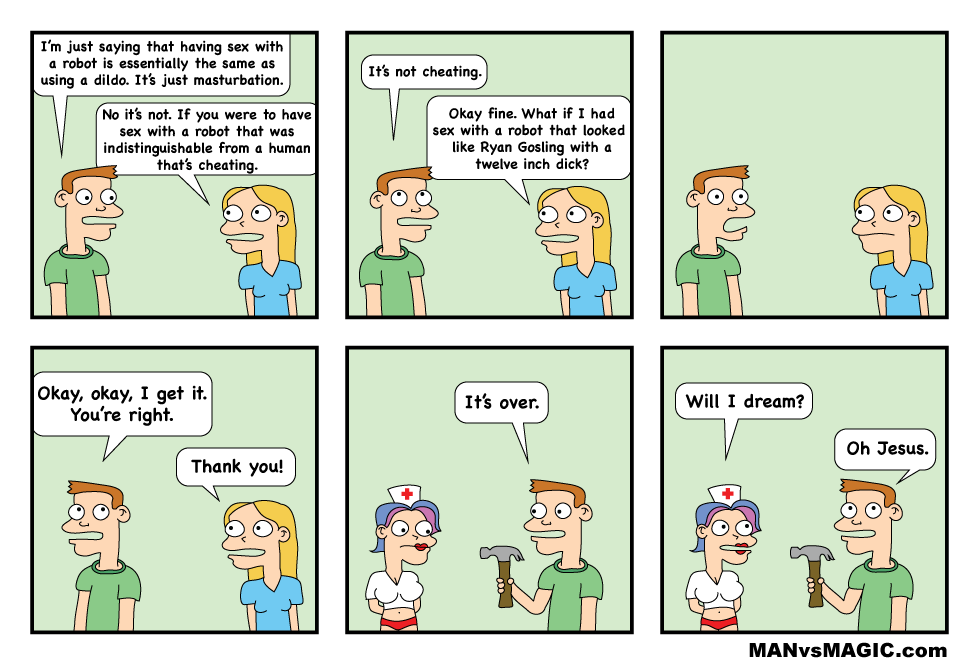 I'm just saying that having sex with
a robot is essentially the same as
using a dildo. It's just masturbation.
No it's not. If you were to have
sex with a robot that was
indistinguishable from a human
that's cheating.
It's not cheating.
Okay fine. What if I had
sex with a robot that looked
like Ryan Gosling with a
twelve inch dick?
Okay, okay, I get it.
You're right.
Thank you!
It's over.
Will I dream?
Oh Jesus.
MANvsMAGIC.com